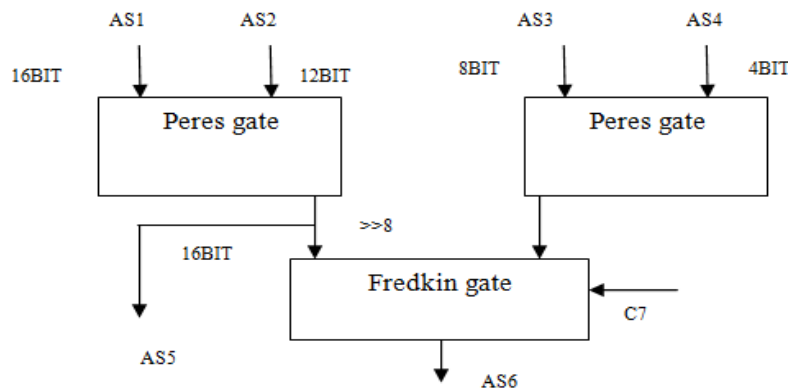 AS1
AS2
AS3
AS4
16BIT
12BIT
8BIT
4BIT
Peres gate
Peres gate
>>8
16BIT
Fredkin gate
C7
AS5
AS6